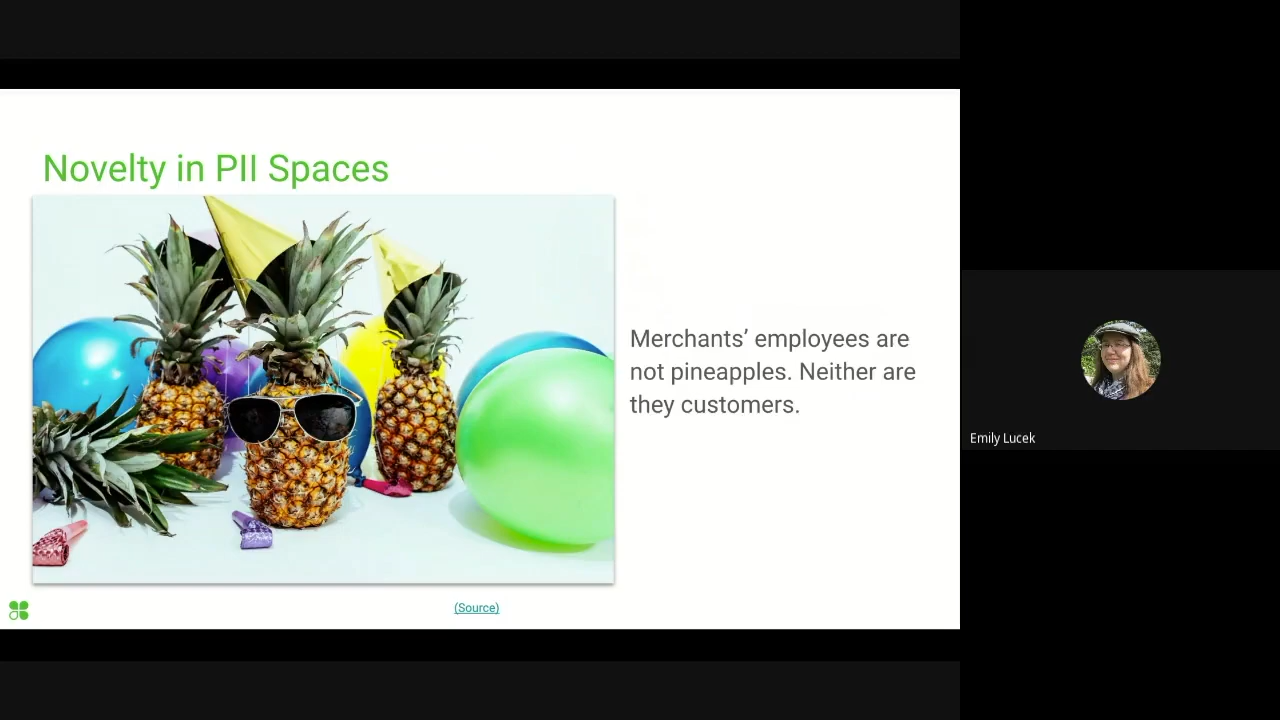 Novelty in PII Spaces
Merchants’ employees are
not pineapples. Neither are
they customers.
(Source)
Emily Lucek